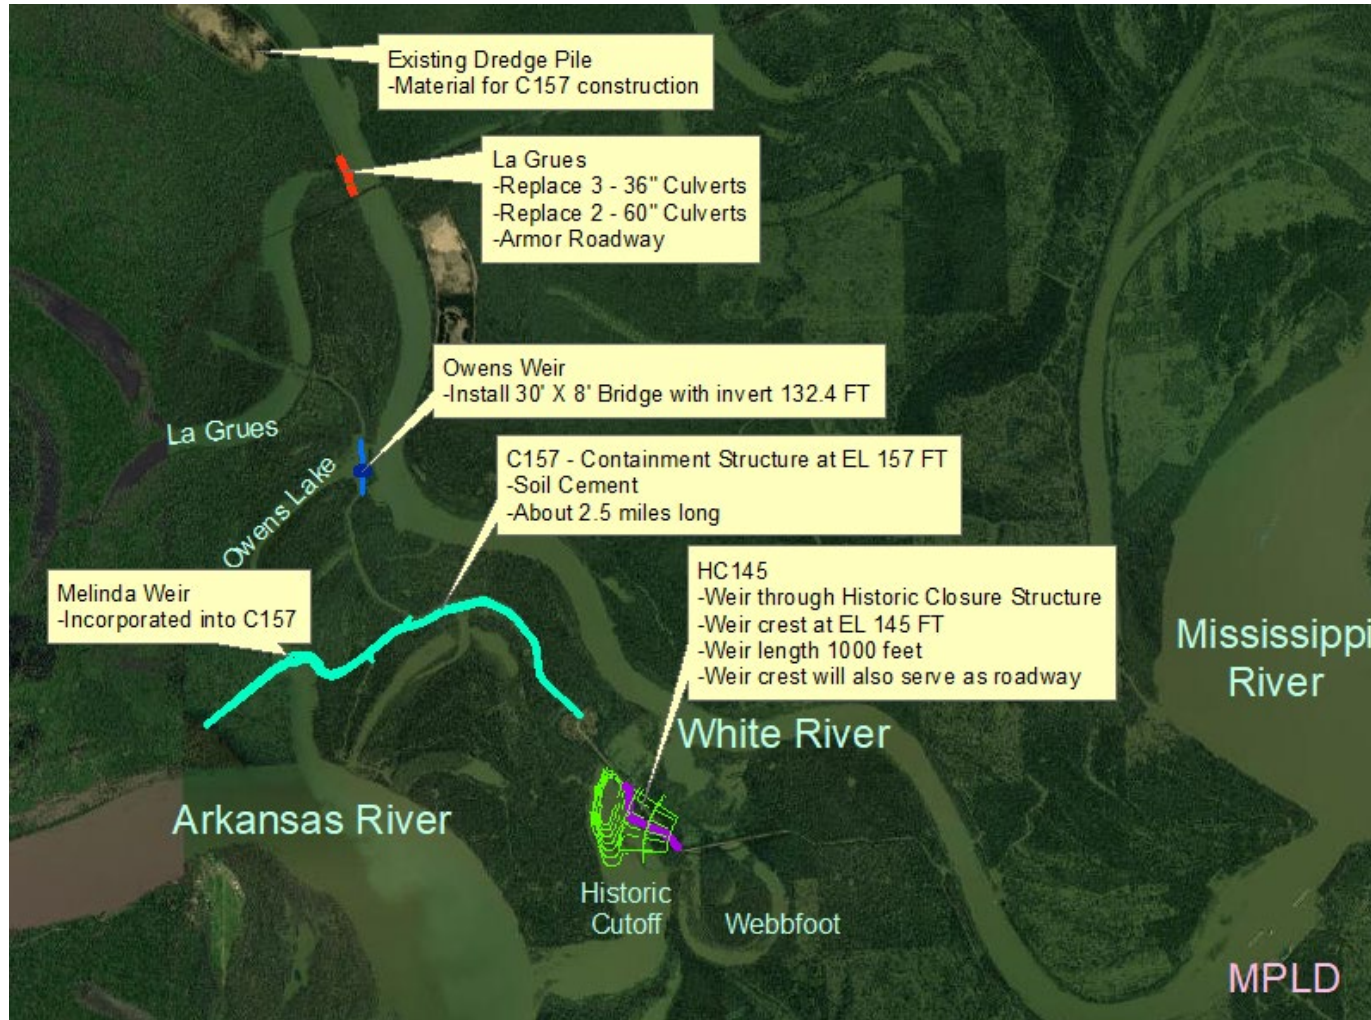 Existing Dredge Pile
-Material for C157 construction
La Grues
-Replace 3 - 36" Culverts
-Replace 2 - 60" Culverts
-Armor Roadway
Owens Weir
-Install 30' X 8' Bridge with invert 132.4 FT
La Grues
Owens Lake
C157 - Containment Structure at EL 157 FT
-Soil Cement
-About 2.5 miles long
Melinda Weir
-Incorporated into C157
HC145
-Weir through Historic Closure Structure
-Weir crest at EL 145 FT
-Weir length 1000 feet
-Weir crest will also serve as roadway
Mississippi
River
White River
Arkansas River
Historic
Cutoff
Webbfoot
MPLD